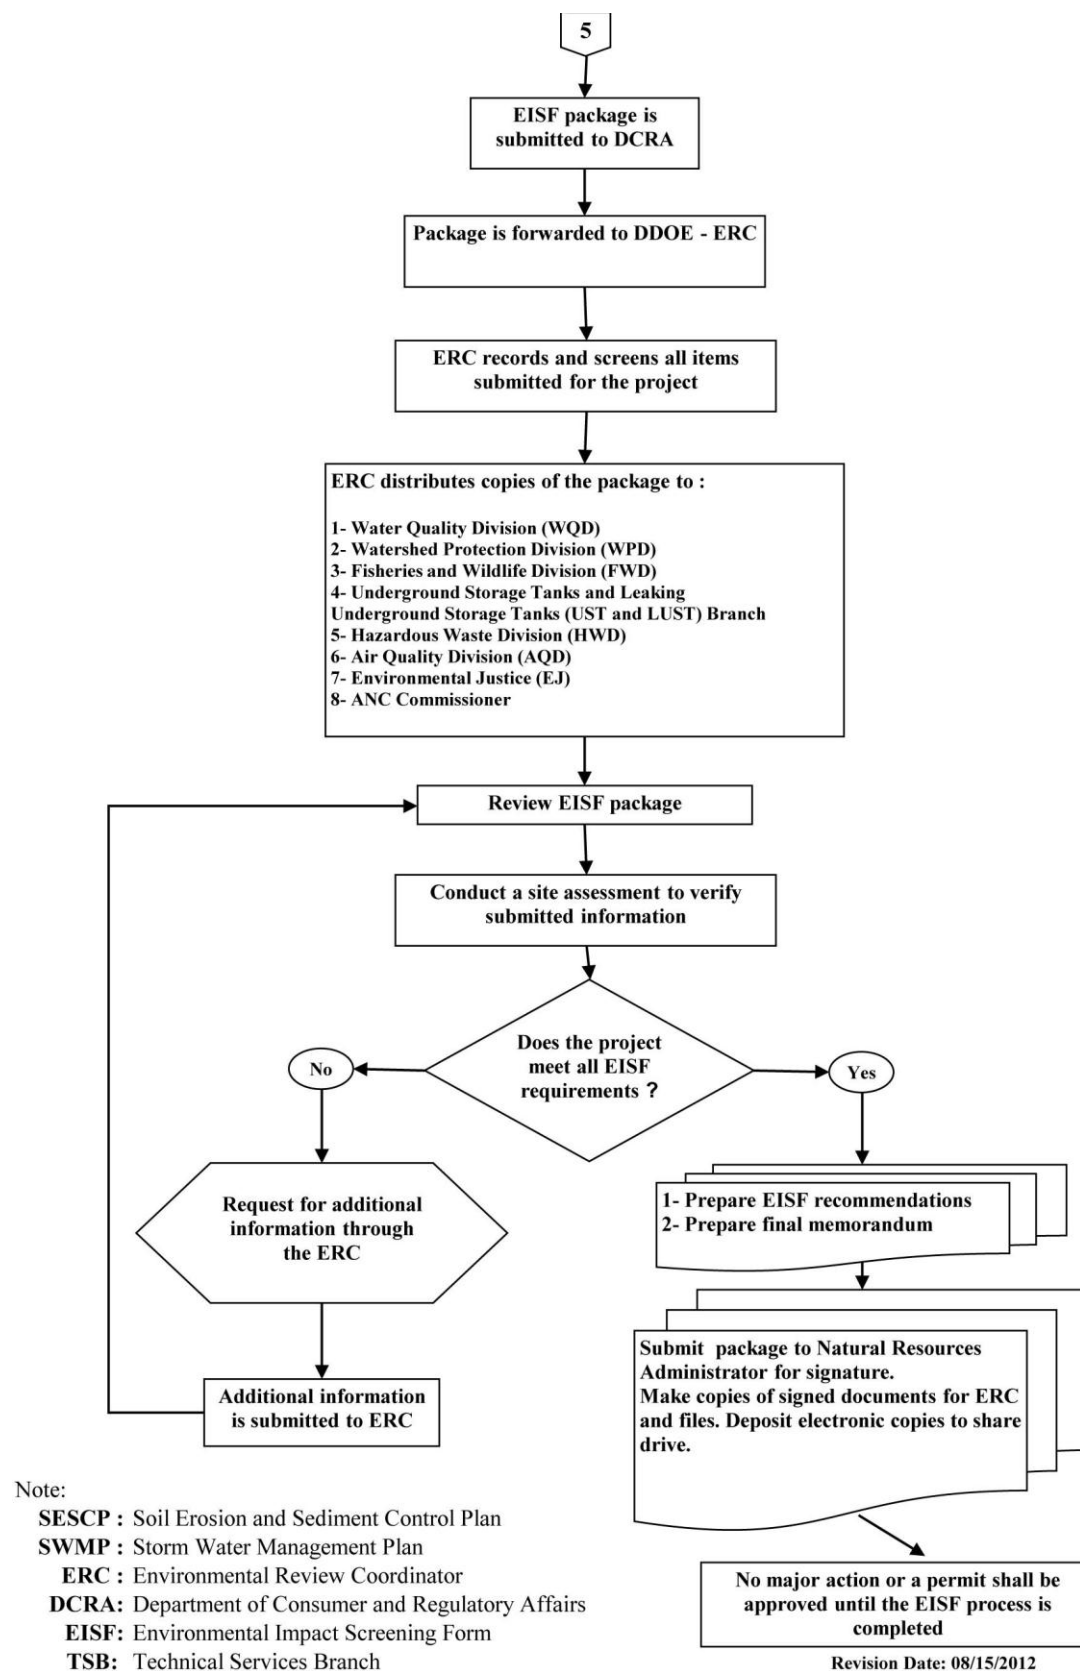 5
EISF package is
submitted to DCRA
Package is forwarded to DDOE - ERC
ERC records and screens all items
submitted for the project
ERC distributes copies of the package to :
1- Water Quality Division (WQD)
2- Watershed Protection Division (WPD)
3- Fisheries and Wildlife Division (FWD)
4- Underground Storage Tanks and Leaking
Underground Storage Tanks (UST and LUST) Branch
5- Hazardous Waste Division (HWD)
6- Air Quality Division (AQD)
7- Environmental Justice (EJ)
8- ANC Commissioner
Review EISF package
Conduct a site assessment to verify
submitted information
Does the project
meet all EISF
requirements ?
No
Yes
Request for additional
information through
the ERC
1- Prepare EISF recommendations
2- Prepare final memorandum
Additional information
is submitted to ERC
Submit package to Natural Resources
Administrator for signature.
Make copies of signed documents for ERC
and files. Deposit electronic copies to share
drive.
No major action or a permit shall be
approved until the EISF process is
completed
Note:
SESCP : Soil Erosion and Sediment Control Plan
SWMP : Storm Water Management Plan
ERC : Environmental Review Coordinator
DCRA: Department of Consumer and Regulatory Affairs
EISF: Environmental Impact Screening Form
TSB: Technical Services Branch
Revision Date: 08/15/2012